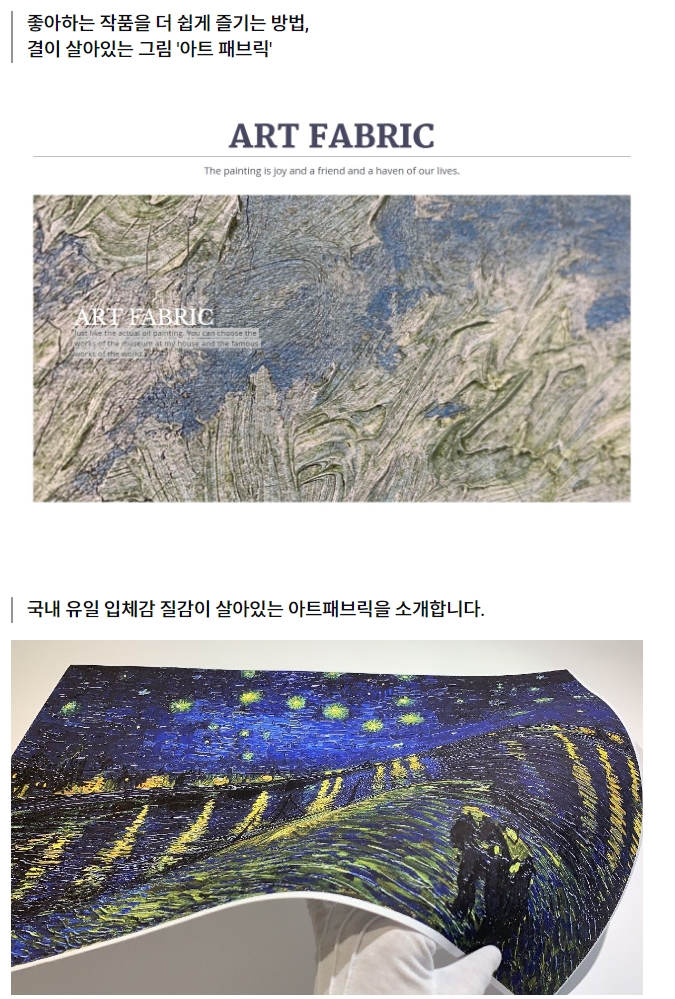 좋아하는 작품을 더 쉽게 즐기는 방법,
결이 살아있는 그림 '아트 패브릭'
ART FABRIC
The painting is joy and a friend and a haven of our lives.
ART FABRIC
Just like the actual oil painting. You can choose the
works of the museum at my house and the famous
works of the world.
국내 유일 입체감 질감이 살아있는 아트패브릭을 소개합니다.